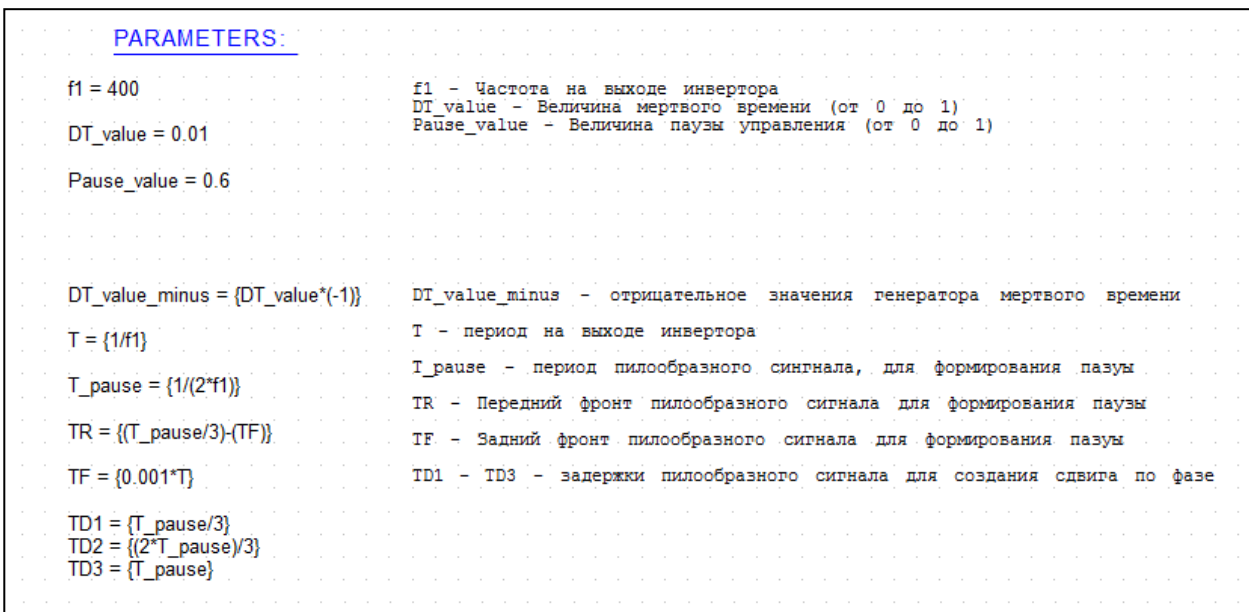 PARAMETERS:
f1 = 400
f1 - Частота на выходе инвертора
DT_value - Величина мертвого времени (от 0 до 1)
DT_value = 0.01
Pause_value - Величина паузы управления (от 0 до 1)
Pause_value = 0.6
DT_value_minus = {DT_value*(-1)}
DT_value_minus - отрицательное значения генератора мертвого времени
T = {1/f1}
T - период на выходе инвертора
T_pause = {1/(2*f1)}
T_pause - период пилообразного сингнала, для формирования пазуы
TR = {(T_pause/3)-(TF)}
TR - Передний фронт пилообразного сигнала для формирования паузы
TF - Задний фронт пилообразного сигнала для формирования пазуы
TF = {0.001*T}
TD1 - TD3 - задержки пилообразного сигнала для создания сдвига по фазе
TD1 = {T_pause/3}
TD2 = {(2*T_pause)/3}
TD3 = {T_pause}